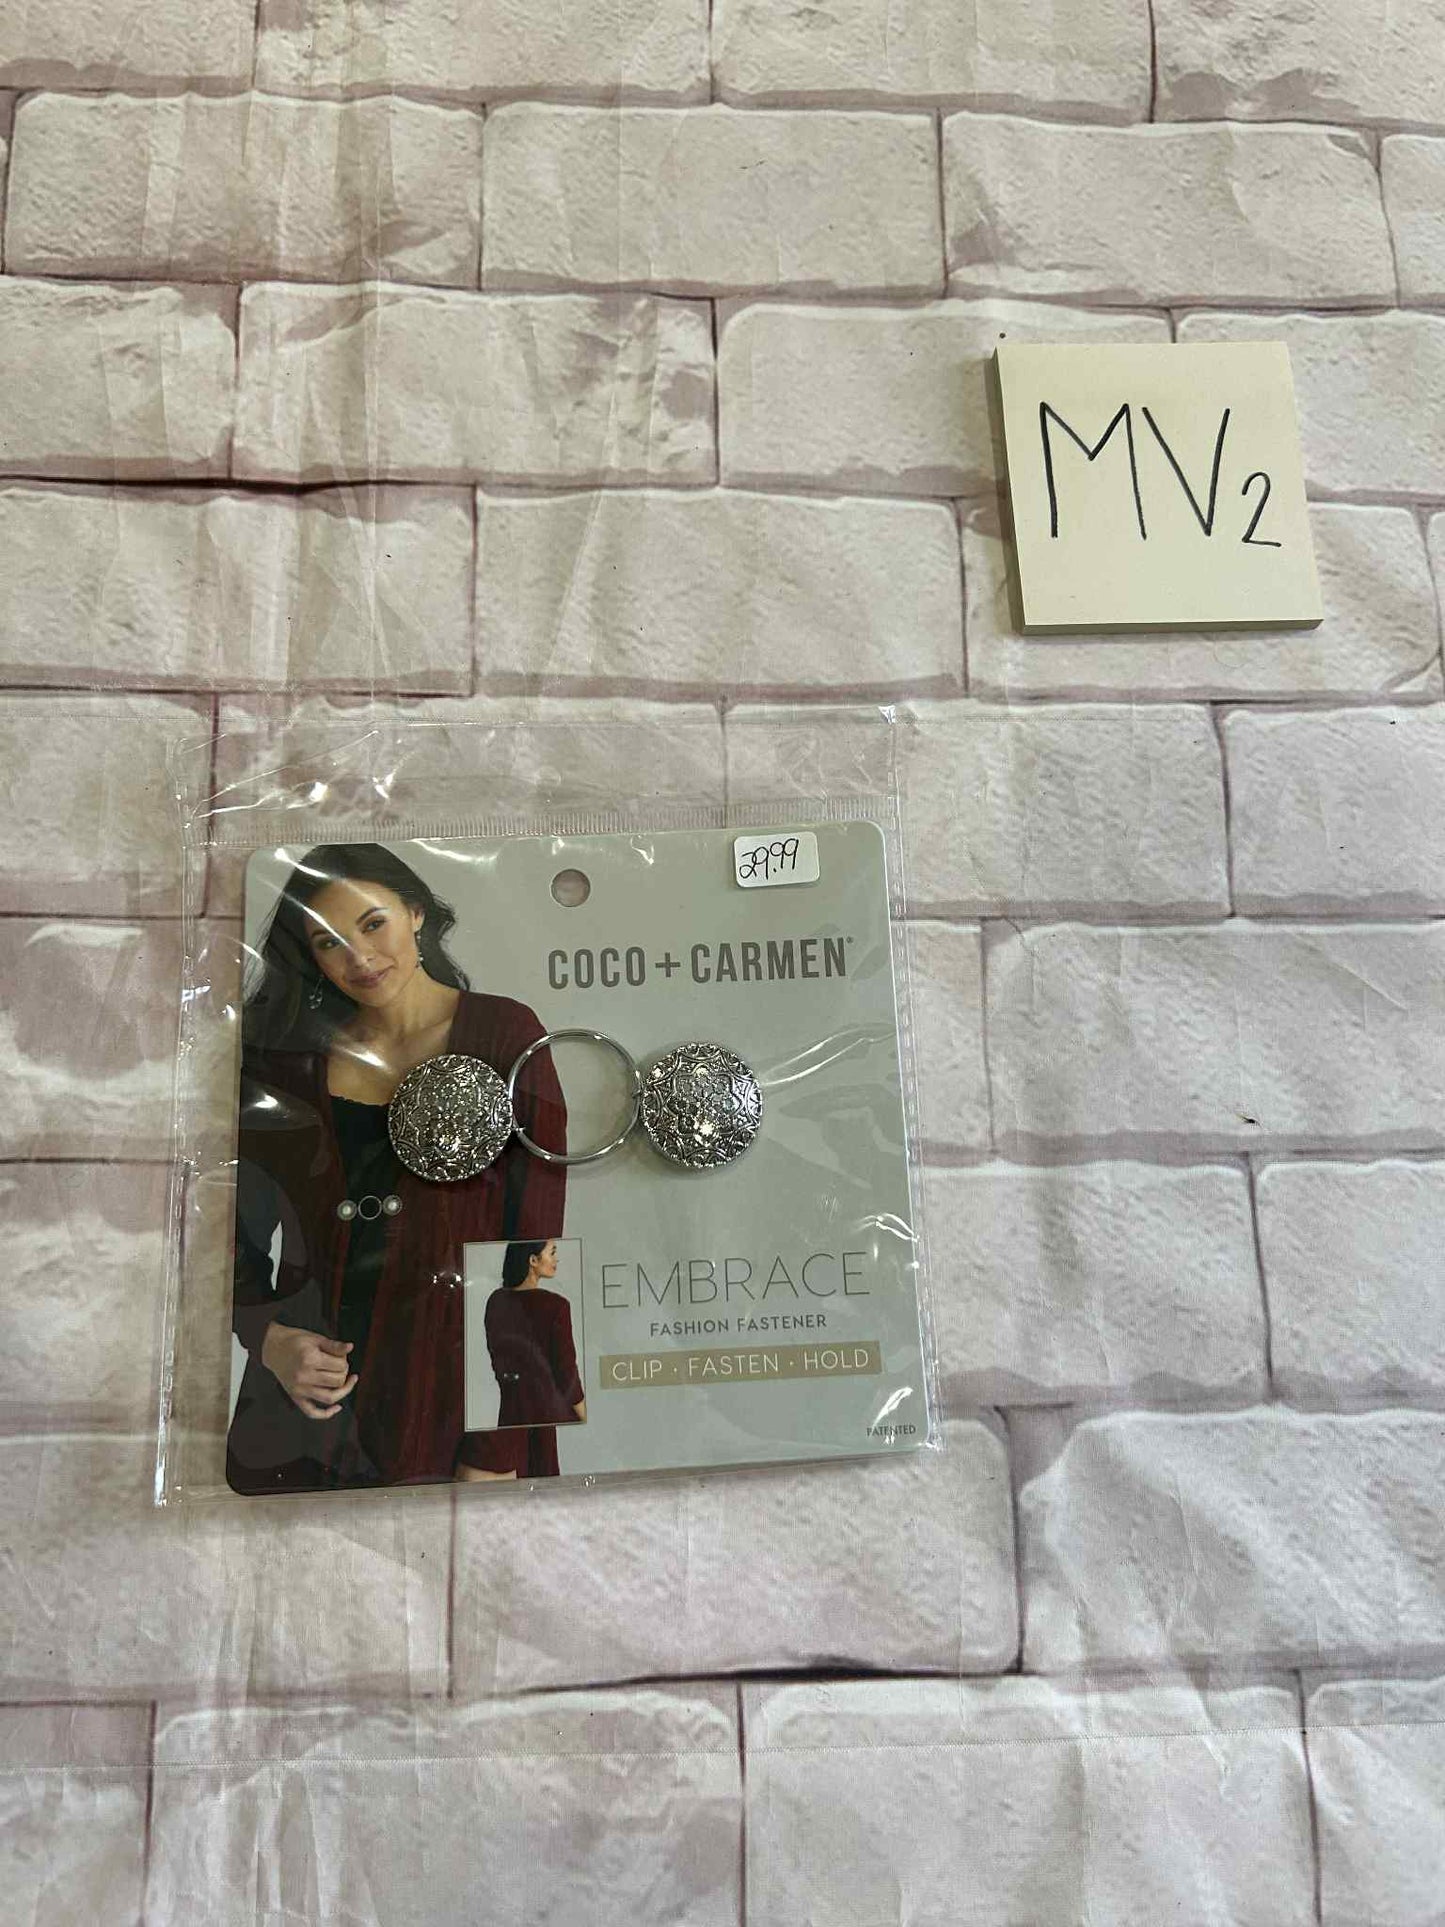 MV2
29.99
COCO + CARMEN®
EMBRACE
FASHION FASTENER
CLIP · FASTEN · HOLD
PATENTED